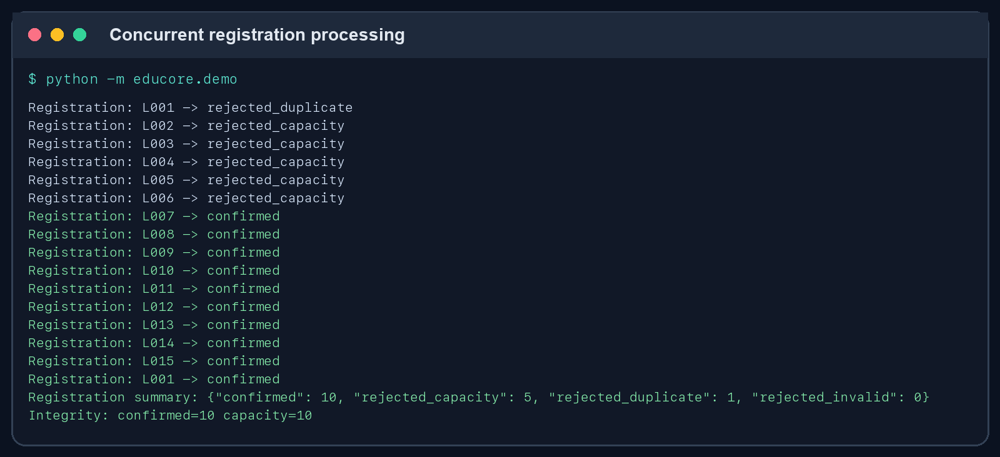 Concurrent registration processing
$ python -m educore.demo
Registration: L001 -> rejected_duplicate
Registration: L002 -> rejected_capacity
Registration: L003 -> rejected_capacity
Registration: L004 -> rejected_capacity
Registration: L005 -> rejected_capacity
Registration: L006 -> rejected_capacity
Registration: L007 -> confirmed
Registration: L008 -> confirmed
Registration: L009 -> confirmed
Registration: L010 -> confirmed
Registration: L011 -> confirmed
Registration: L012 -> confirmed
Registration: L013 -> confirmed
Registration: L014 -> confirmed
Registration: L015 -> confirmed
Registration: L001 -> confirmed
Registration summary: {"confirmed": 10, "rejected_capacity": 5, "rejected_duplicate": 1, "rejected_invalid": 0}
Integrity: confirmed=10 capacity=10